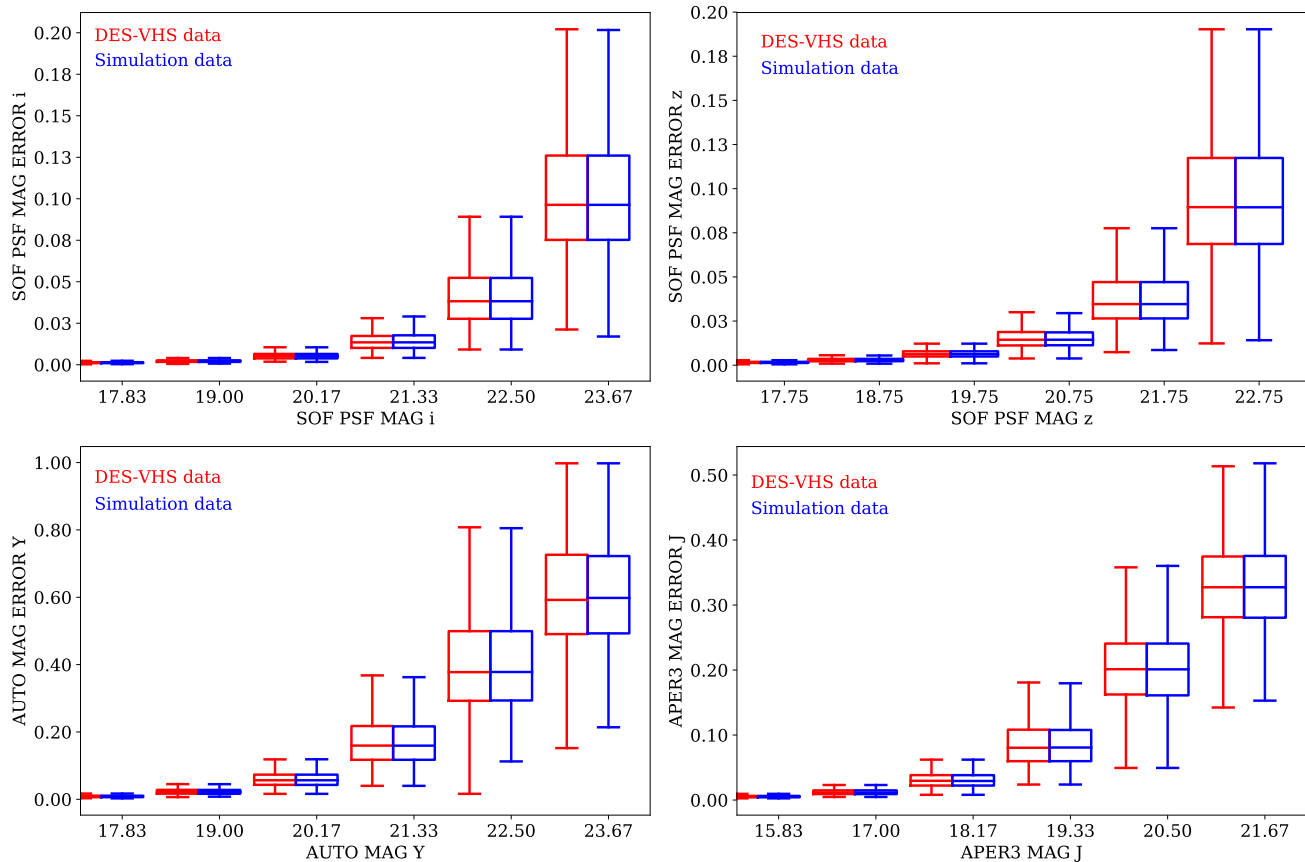 DES-VHS data
Simulation data
SOF PSF MAG ERROR i
0.20
0.18
0.15
0.13
0.10
0.08
0.05
0.03
0.00
17.83 19.00 20.17 21.33 22.50 23.67
SOF PSF MAG i
DES-VHS data
Simulation data
SOF PSF MAG ERROR z
0.20
0.18
0.15
0.13
0.10
0.08
0.05
0.03
0.00
17.75 18.75 19.75 20.75 21.75 22.75
SOF PSF MAG z
DES-VHS data
Simulation data
AUTO MAG ERROR Y
1.00
0.80
0.60
0.40
0.20
0.00
17.83 19.00 20.17 21.33 22.50 23.67
AUTO MAG Y
DES-VHS data
Simulation data
APER3 MAG ERROR J
0.50
0.40
0.30
0.20
0.10
0.00
15.83 17.00 18.17 19.33 20.50 21.67
APER3 MAG J